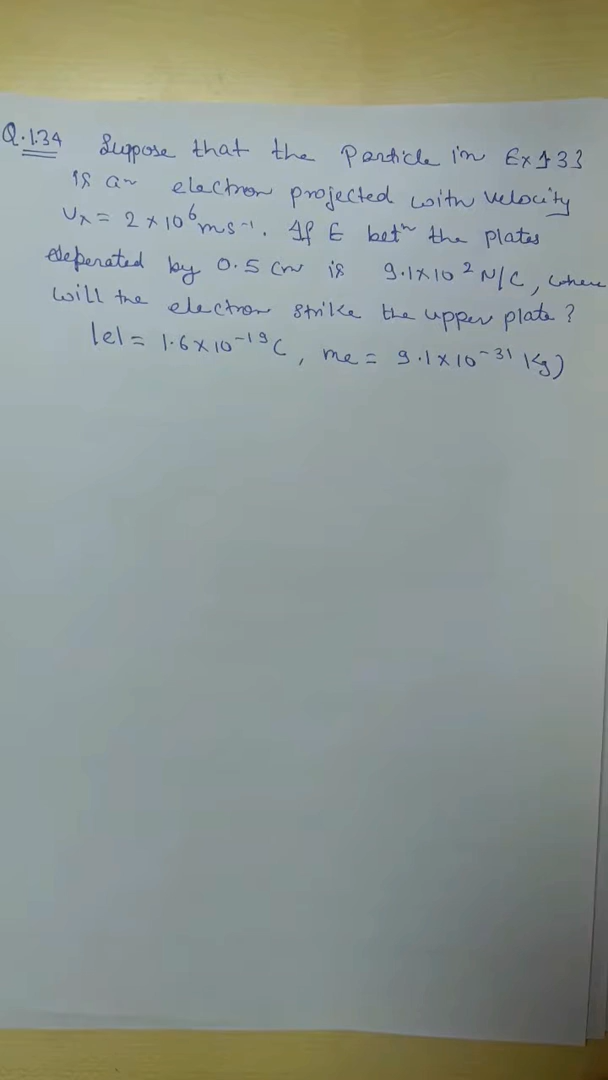 Q.1.34 Suppose that the Particle in Ex 1 33
is an electron projected with velocity
Vx = 2 × 10⁶ ms⁻¹. If E betⁿ the plates
seperated by 0.5 cm is 9.1×10² N/C, where
will the electron strike the upper plate?
|e| = 1.6×10⁻¹⁹ C, me = 9.1×10⁻³¹ Kg)